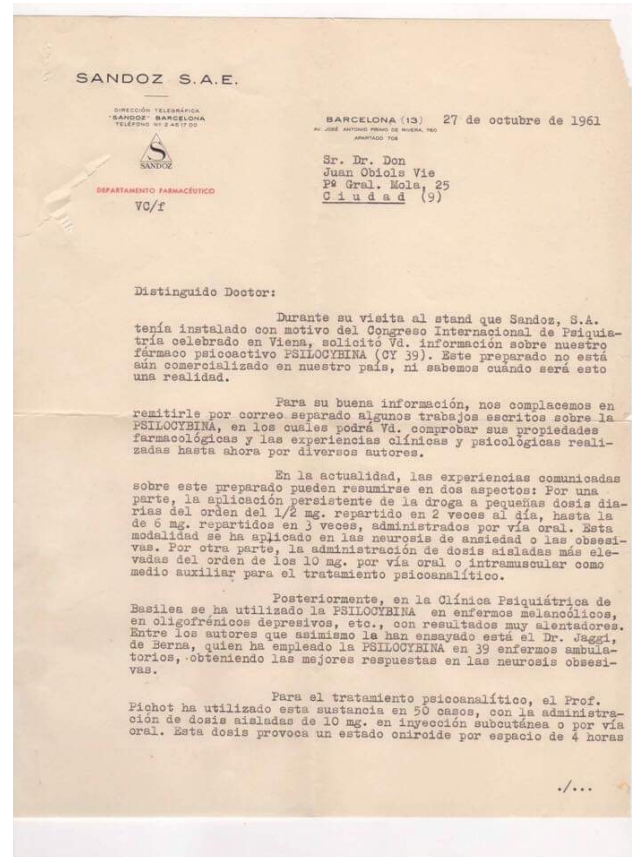 SANDOZ S.A.E.
DIRECCIÓN TELEGRÁFICA
"SANDOZ" BARCELONA
TELÉFONO Nº 2 45 17 00
SANDOZ
DEPARTAMENTO FARMACÉUTICO
VC/f
BARCELONA (13) 27 de octubre de 1961
AV. JOSÉ ANTONIO PRIMO DE RIVERA,
APARTADO 708
Sr. Dr. Don
Juan Obiols Vie
Pº Gral. Mola, 25
Ciudad (9)
Distinguido Doctor:
Durante su visita al stand que Sandoz, S.A.
tenía instalado con motivo del Congreso Internacional de Psiquia-
tría celebrado en Viena, solicitó Vd. información sobre nuestro
fármaco psicoactivo PSILOCYBINA (CY 39). Este preparado no está
aún comercializado en nuestro país, ni sabemos cuándo será esto
una realidad.
Para su buena información, nos complacemos en
remitirle por correo separado algunos trabajos escritos sobre la
PSILOCYBINA, en los cuales podrá Vd. comprobar sus propiedades
farmacológicas y las experiencias clínicas y psicológicas reali-
zadas hasta ahora por diversos autores.
En la actualidad, las experiencias comunicadas
sobre este preparado pueden resumirse en dos aspectos: Por una
parte, la aplicación persistente de la droga a pequeñas dosis dia-
rias del orden del 1/2 mg. repartido en 2 veces al día, hasta la
de 6 mg. repartidos en 3 veces, administrados por vía oral. Esta
modalidad se ha aplicado en las neurosis de ansiedad o las obsesi-
vas. Por otra parte, la administración de dosis aisladas más ele-
vadas del orden de los 10 mg. por vía oral o intramuscular como
medio auxiliar para el tratamiento psicoanalítico.
Posteriormente, en la Clínica Psiquiátrica de
Basilea se ha utilizado la PSILOCYBINA en enfermos melancólicos,
en oligofrénicos depresivos, etc., con resultados muy alentadores.
Entre los autores que asimismo la han ensayado está el Dr. Jaggi,
de Berna, quien ha empleado la PSILOCYBINA en 39 enfermos ambula-
torios, obteniendo las mejores respuestas en las neurosis obsesi-
vas.
Para el tratamiento psicoanalítico, el Prof.
Pichot ha utilizado esta sustancia en 50 casos, con la administra-
ción de dosis aisladas de 10 mg. en inyección subcutánea o por vía
oral. Esta dosis provoca un estado oniroide por espacio de 4 horas
./...